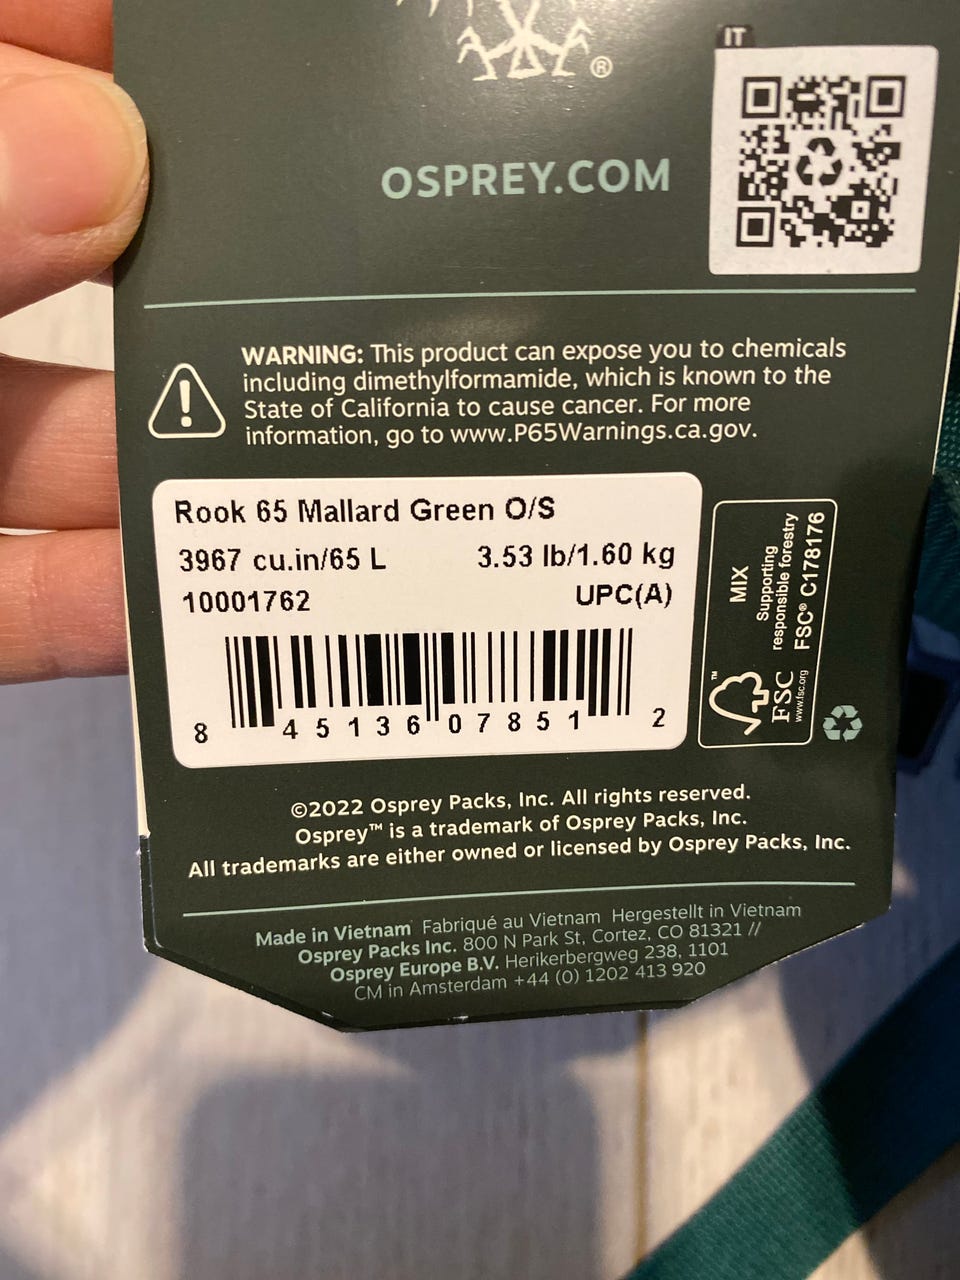 IT
®
OSPREY.COM
WARNING: This product can expose you to chemicals
including dimethylformamide, which is known to the
State of California to cause cancer. For more
information, go to www.P65Warnings.ca.gov.
Rook 65 Mallard Green O/S
3967 cu.in/65 L 3.53 lb/1.60 kg
10001762 UPC(A)
8 45136 07851 2
™
FSC
www.fsc.org
MIX
Supporting
responsible forestry
FSC® C178176
©2022 Osprey Packs, Inc. All rights reserved.
Osprey™ is a trademark of Osprey Packs, Inc.
All trademarks are either owned or licensed by Osprey Packs, Inc.
Made in Vietnam Fabriqué au Vietnam Hergestellt in Vietnam
Osprey Packs Inc. 800 N Park St, Cortez, CO 81321 //
Osprey Europe B.V. Herikerbergweg 238, 1101
CM in Amsterdam +44 (0) 1202 413 920